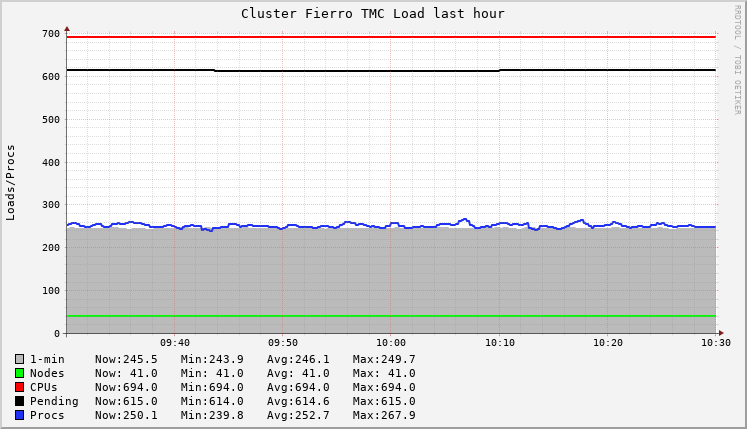 Cluster Fierro TMC Load last hour
RRDTOOL / TOBI OETIKER
Loads/Procs
700
600
500
400
300
200
100
0
09:40 09:50 10:00 10:10 10:20 10:30
1-min Now:245.5 Min:243.9 Avg:246.1 Max:249.7
Nodes Now: 41.0 Min: 41.0 Avg: 41.0 Max: 41.0
CPUs Now:694.0 Min:694.0 Avg:694.0 Max:694.0
Pending Now:615.0 Min:614.0 Avg:614.6 Max:615.0
Procs Now:250.1 Min:239.8 Avg:252.7 Max:267.9